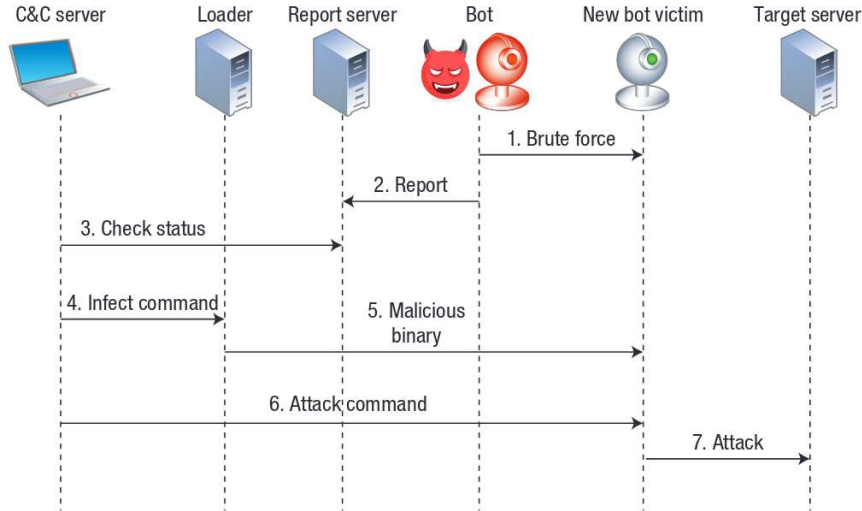 C&C server
Loader
Report server
Bot
New bot victim
Target server
1. Brute force
2. Report
3. Check status
4. Infect command
5. Malicious
binary
6. Attack command
7. Attack